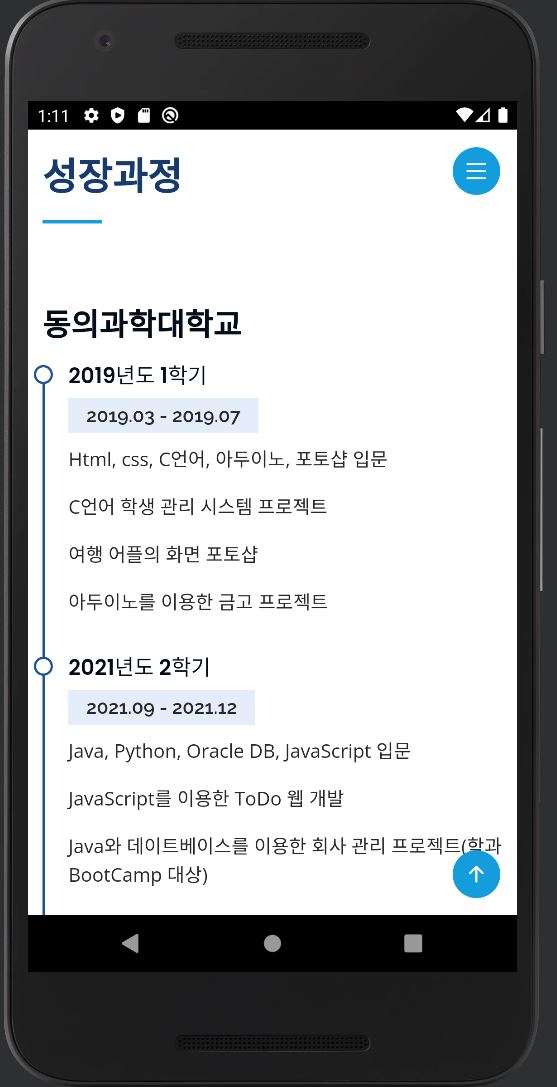 1:11
성장과정
동의과학대학교
2019년도 1학기
2019.03 - 2019.07
Html, css, C언어, 아두이노, 포토샵 입문
C언어 학생 관리 시스템 프로젝트
여행 어플의 화면 포토샵
아두이노를 이용한 금고 프로젝트
2021년도 2학기
2021.09 - 2021.12
Java, Python, Oracle DB, JavaScript 입문
JavaScript를 이용한 ToDo 웹 개발
Java와 데이트베이스를 이용한 회사 관리 프로젝트(학과
BootCamp 대상)